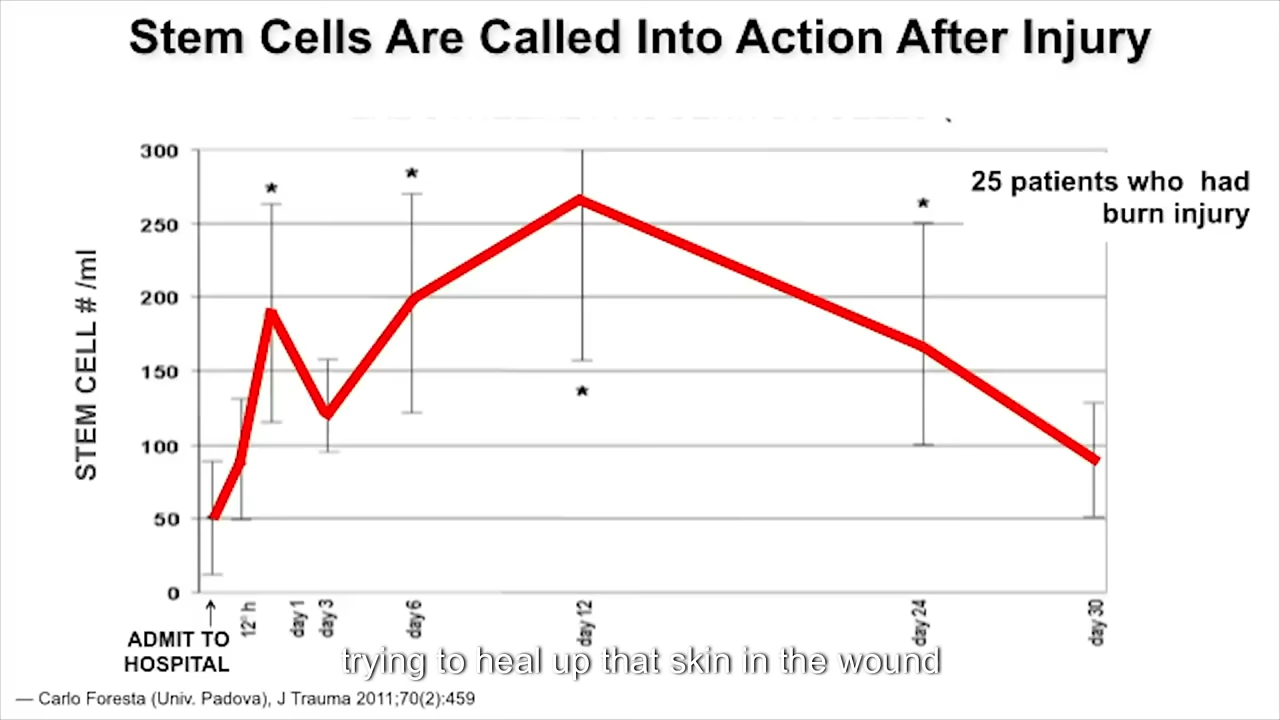 Stem Cells Are Called Into Action After Injury
300
250
200
150
100
50
0
STEM CELL # /ml
*
*
*
*
25 patients who had
burn injury
12° h
day 1
day 3
day 6
day 12
day 24
day 30
ADMIT TO
HOSPITAL
trying to heal up that skin in the wound
— Carlo Foresta (Univ. Padova), J Trauma 2011;70(2):459